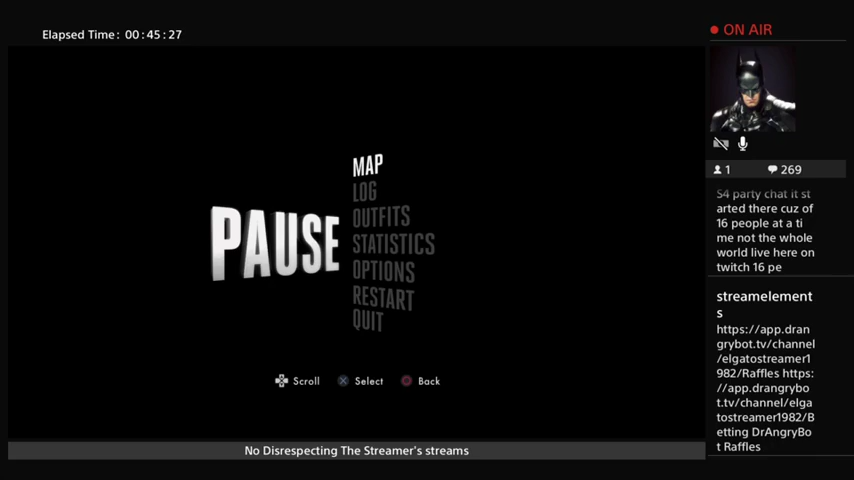 Elapsed Time: 00:45:27
ON AIR
1 269
MAP
LOG
OUTFITS
STATISTICS
OPTIONS
RESTART
QUIT
PAUSE
Scroll Select Back
No Disrespecting The Streamer's streams
S4 party chat it st
arted there cuz of
16 people at a ti
me not the whole
world live here on
twitch 16 pe
streamelement
s
https://app.dran
grybot.tv/channel
/elgatostreamer1
982/Raffles https:
//app.drangrybo
t.tv/channel/elga
tostreamer1982/B
etting DrAngryBo
t Raffles